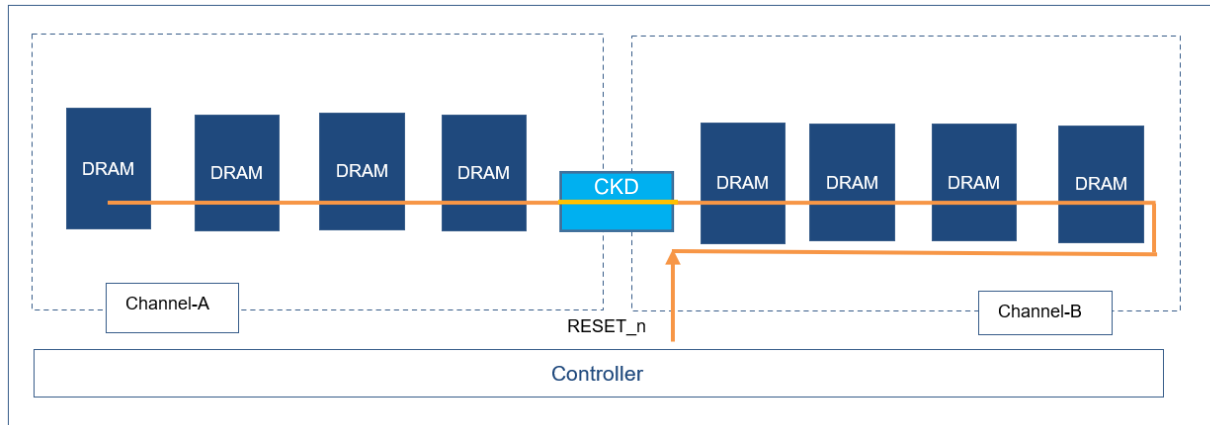 DRAM
DRAM
DRAM
DRAM
CKD
DRAM
DRAM
DRAM
DRAM
Channel-A
Channel-B
RESET_n
Controller